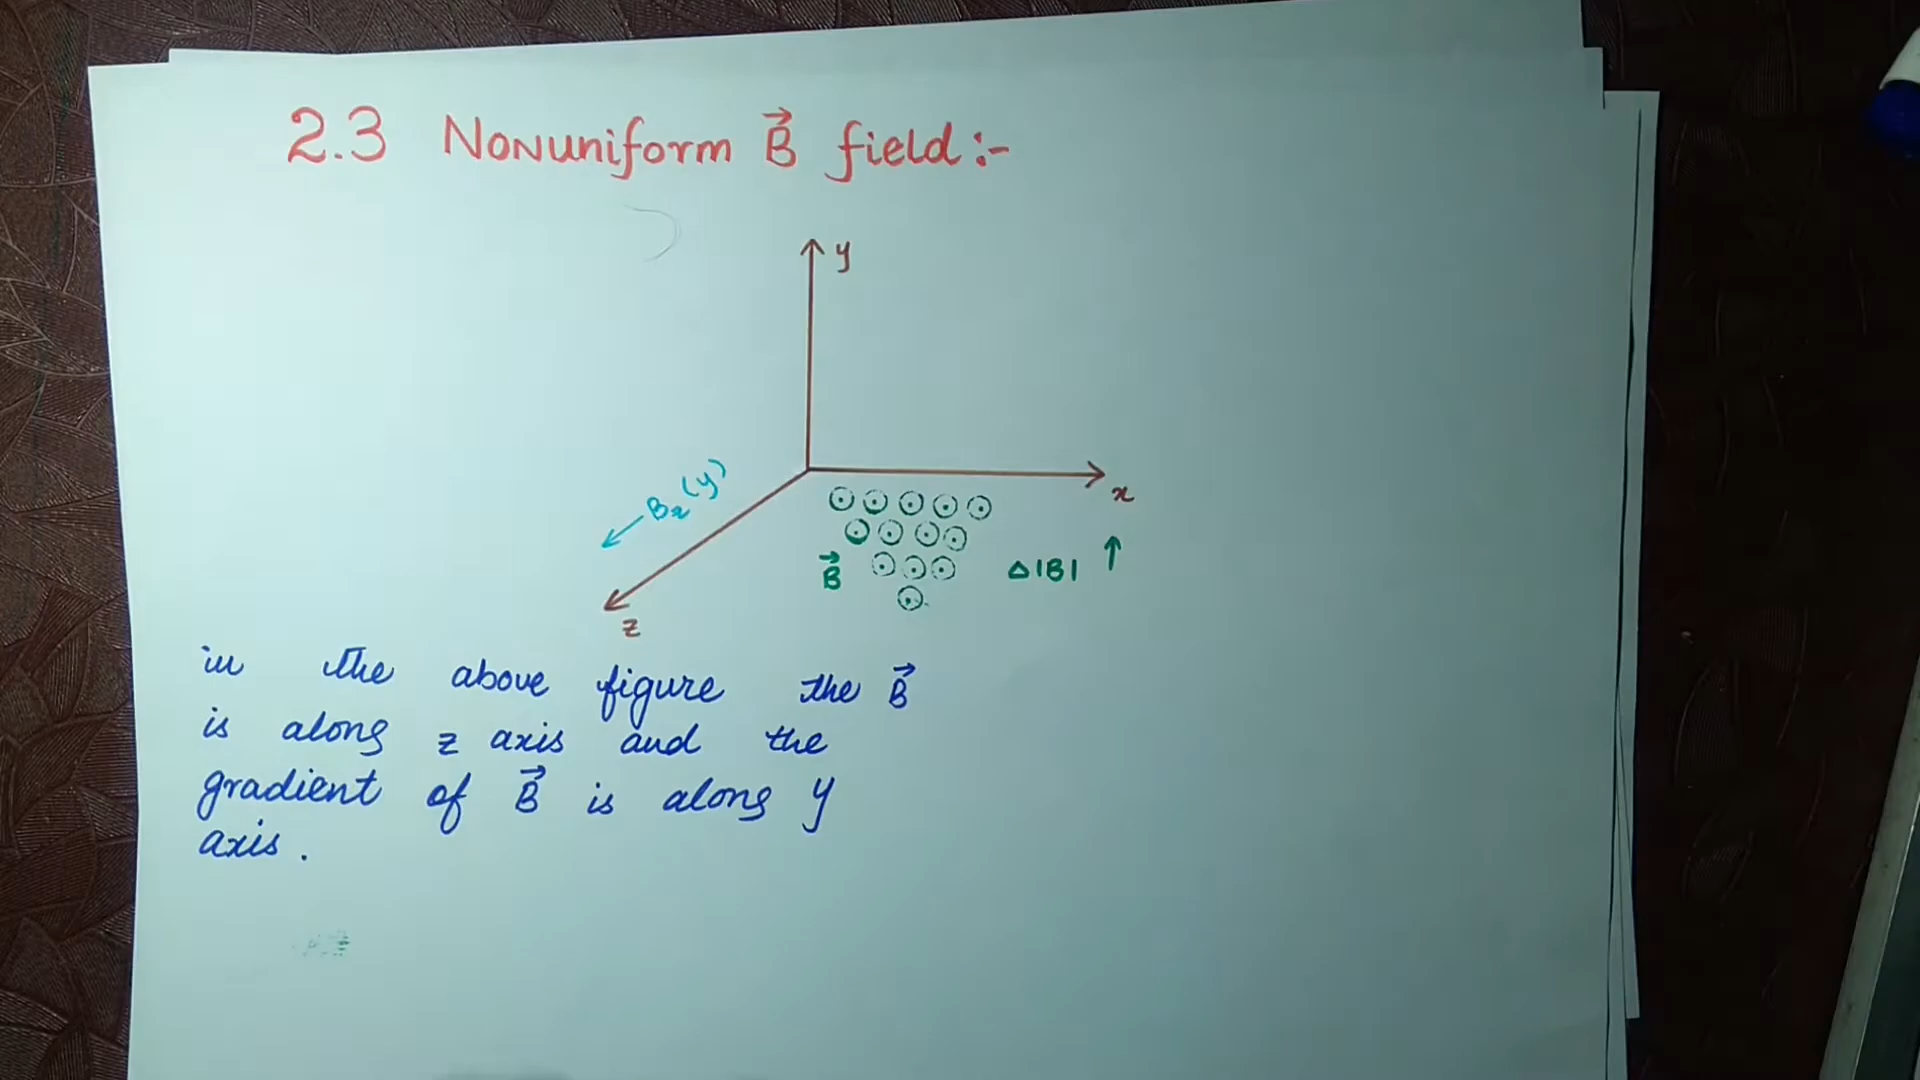 2.3 Nonuniform B⃗ field :-
y
x
Bz (y)
B⃗
Δ|B| ↑
z
in the above figure the B⃗
is along z axis and the
gradient of B⃗ is along y
axis.